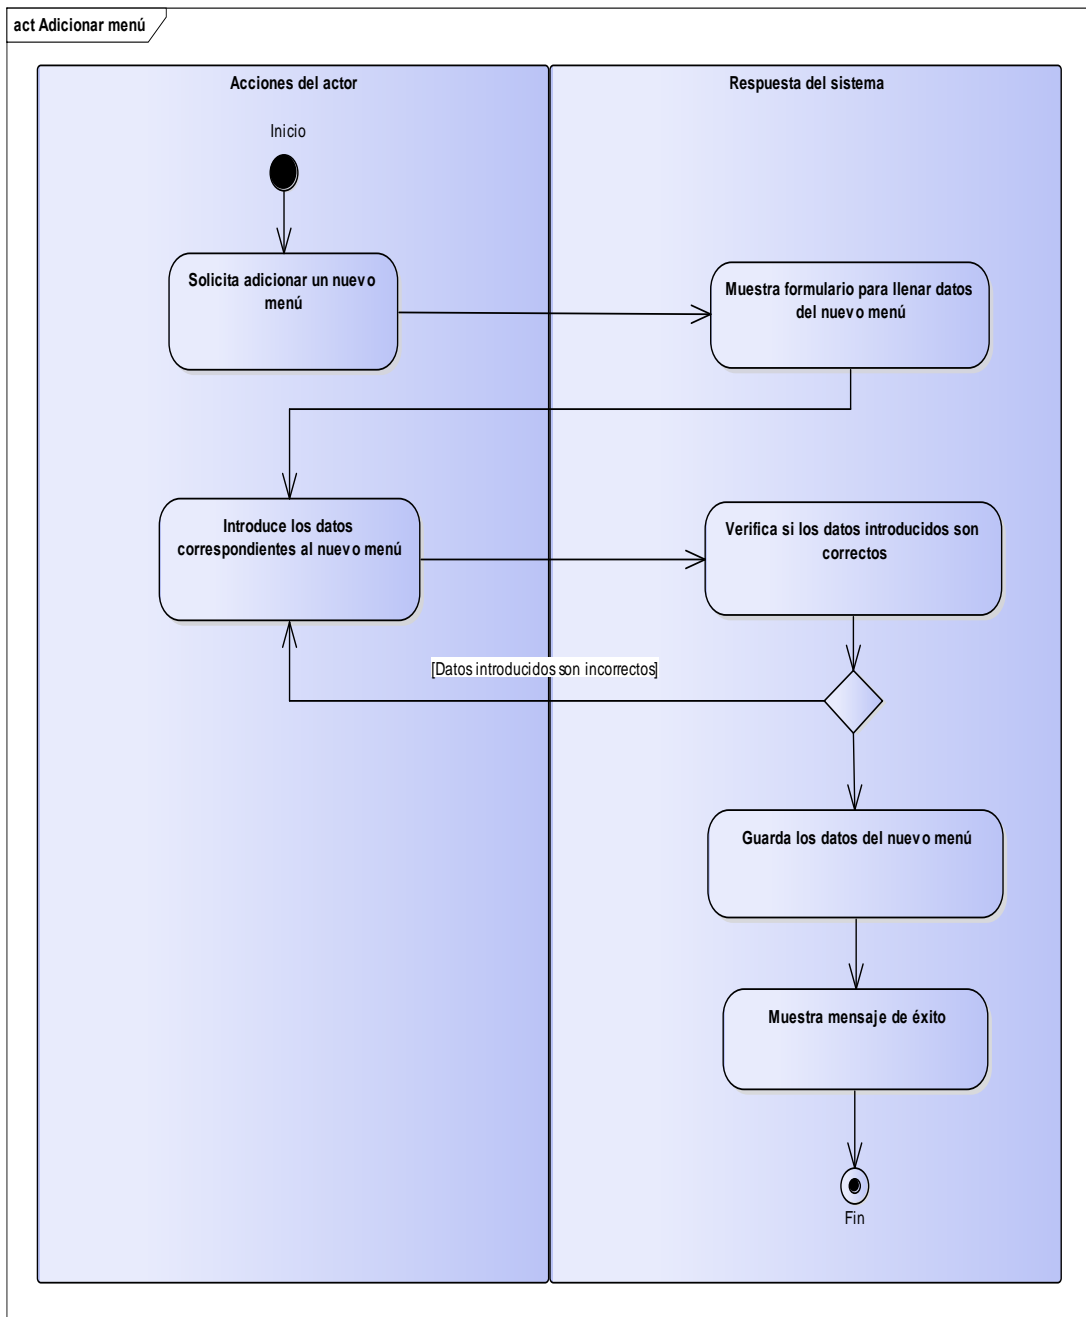 act Adicionar menú
Acciones del actor
Respuesta del sistema
Inicio
Solicita adicionar un nuevo
menú
Muestra formulario para llenar datos
del nuevo menú
Introduce los datos
correspondientes al nuevo menú
Verifica si los datos introducidos son
correctos
[Datos introducidos son incorrectos]
Guarda los datos del nuevo menú
Muestra mensaje de éxito
Fin